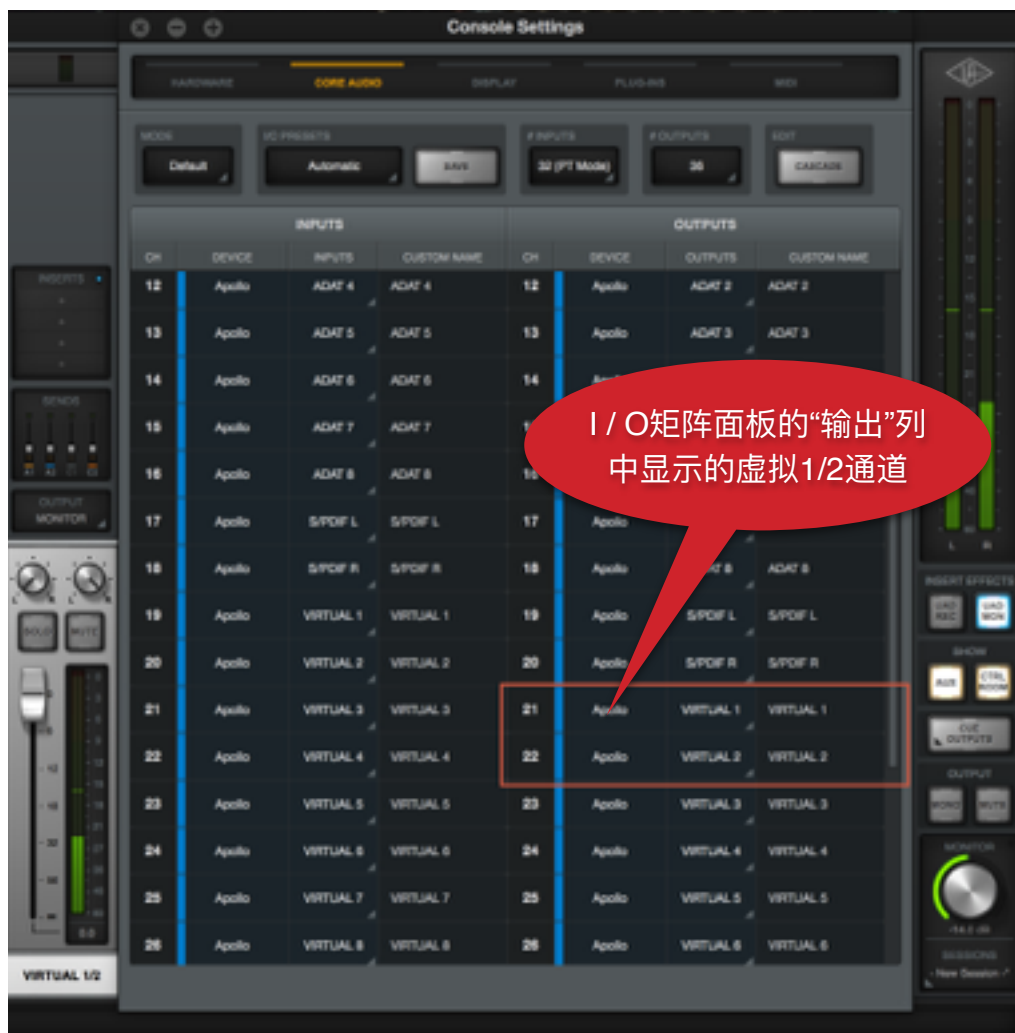 Console Settings
HARDWARE CORE AUDIO DISPLAY PLUG-INS MIDI
MODE I/O PRESETS # INPUTS # OUTPUTS EDIT
Default Automatic SAVE 32 (PT Mode) 36 CASCADE
INPUTS OUTPUTS
CH DEVICE INPUTS CUSTOM NAME CH DEVICE OUTPUTS CUSTOM NAME
12 Apollo ADAT 4 ADAT 4 12 Apollo ADAT 2 ADAT 2
13 Apollo ADAT 5 ADAT 5 13 Apollo ADAT 3 ADAT 3
14 Apollo ADAT 6 ADAT 6 14
15 Apollo ADAT 7 ADAT 7
16 Apollo ADAT 8 ADAT 8
17 Apollo S/PDIF L S/PDIF L 17 Apollo
18 Apollo S/PDIF R S/PDIF R 18 Apollo ADAT 8
19 Apollo VIRTUAL 1 VIRTUAL 1 19 Apollo S/PDIF L S/PDIF L
20 Apollo VIRTUAL 2 VIRTUAL 2 20 Apollo S/PDIF R S/PDIF R
21 Apollo VIRTUAL 3 VIRTUAL 3 21 Apollo VIRTUAL 1 VIRTUAL 1
22 Apollo VIRTUAL 4 VIRTUAL 4 22 Apollo VIRTUAL 2 VIRTUAL 2
23 Apollo VIRTUAL 5 VIRTUAL 5 23 Apollo VIRTUAL 3 VIRTUAL 3
24 Apollo VIRTUAL 6 VIRTUAL 6 24 Apollo VIRTUAL 4 VIRTUAL 4
25 Apollo VIRTUAL 7 VIRTUAL 7 25 Apollo VIRTUAL 5 VIRTUAL 5
26 Apollo VIRTUAL 8 VIRTUAL 8 26 Apollo VIRTUAL 6 VIRTUAL 6
I / O矩阵面板的“输出”列
中显示的虚拟1/2通道
INSERTS
SENDS
OUTPUT
MONITOR
SOLO MUTE
VIRTUAL 1/2
L R
INSERT EFFECTS
UAD REC
UAD MON
SHOW
AUX
CTRL ROOM
CUE
OUTPUTS
OUTPUT
MONO MUTE
MONITOR
SESSIONS
- New Session -*